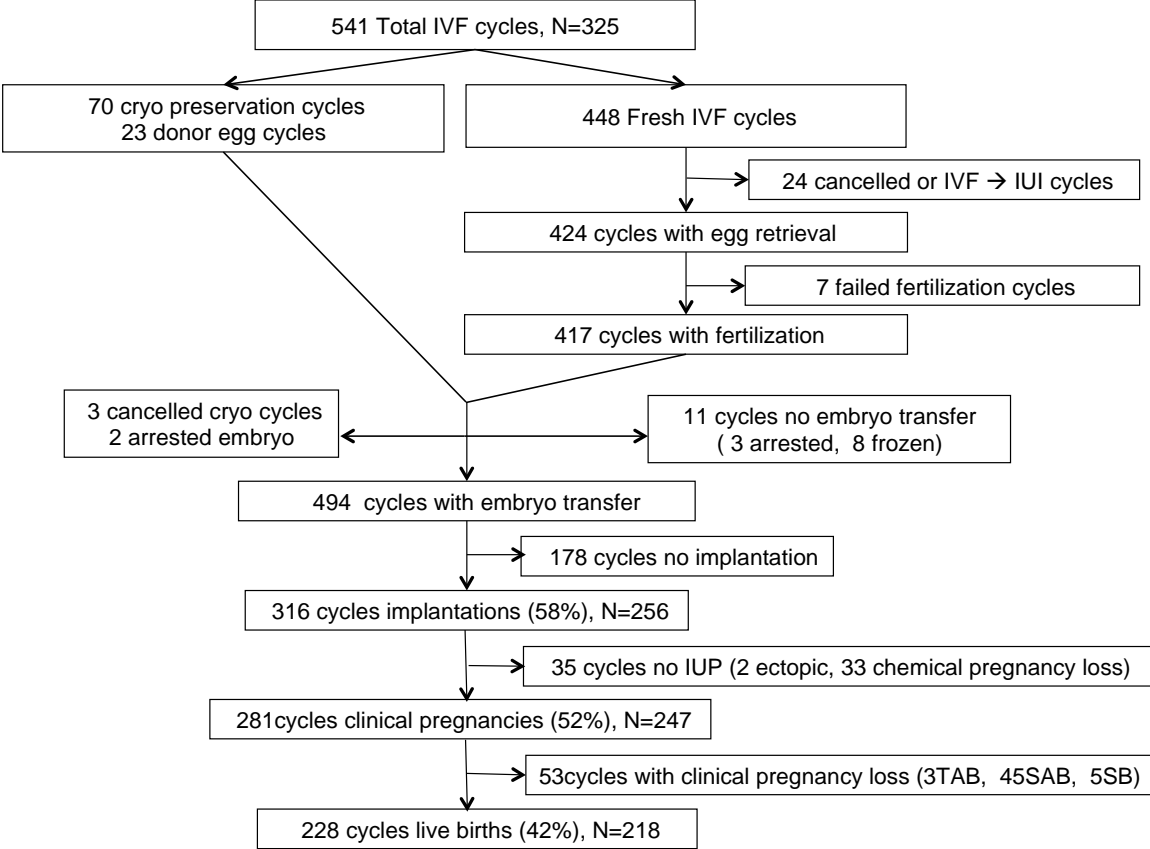 541 Total IVF cycles, N=325
70 cryo preservation cycles
23 donor egg cycles
448 Fresh IVF cycles
24 cancelled or IVF → IUI cycles
424 cycles with egg retrieval
7 failed fertilization cycles
417 cycles with fertilization
3 cancelled cryo cycles
2 arrested embryo
11 cycles no embryo transfer
( 3 arrested, 8 frozen)
494 cycles with embryo transfer
178 cycles no implantation
316 cycles implantations (58%), N=256
35 cycles no IUP (2 ectopic, 33 chemical pregnancy loss)
281cycles clinical pregnancies (52%), N=247
53cycles with clinical pregnancy loss (3TAB, 45SAB, 5SB)
228 cycles live births (42%), N=218